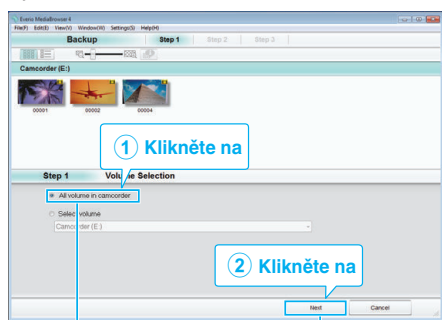 Everio MediaBrowse 4
File(F) Edit(E) View(V) Window(W) Settings(S) Help(H)
Backup Step 1 Step 2 Step 3
Camcorder (E:)
00001 00002 00004
① Klikněte na
Step 1 Volume Selection
All volume in camcorder
Select volume
Camcorder (E:)
② Klikněte na
Next Cancel